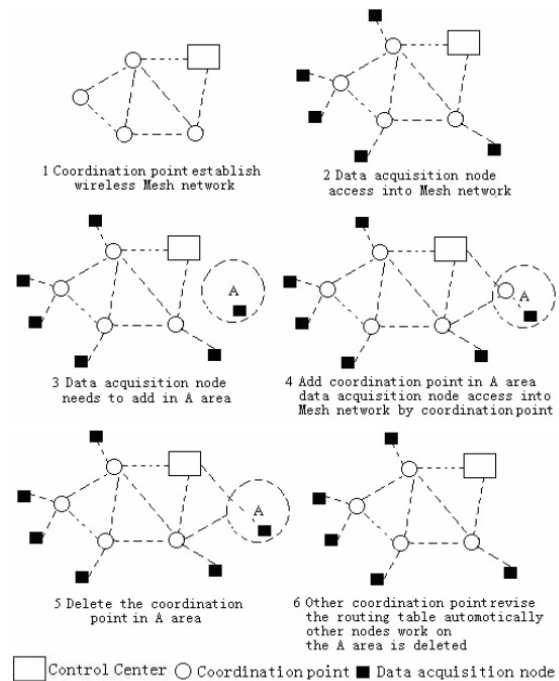 1 Coordination point establish
wireless Mesh network
2 Data acquisition node
access into Mesh network
A
3 Data acquisition node
needs to add in A area
A
4 Add coordination point in A area
data acquisition node access into
Mesh network by coordination point
A
5 Delete the coordination
point in A area
6 Other coordination pointrevise
the routing table automatically
other nodes work on
the A area is deleted
Control Center Coordination point Data acquisition node